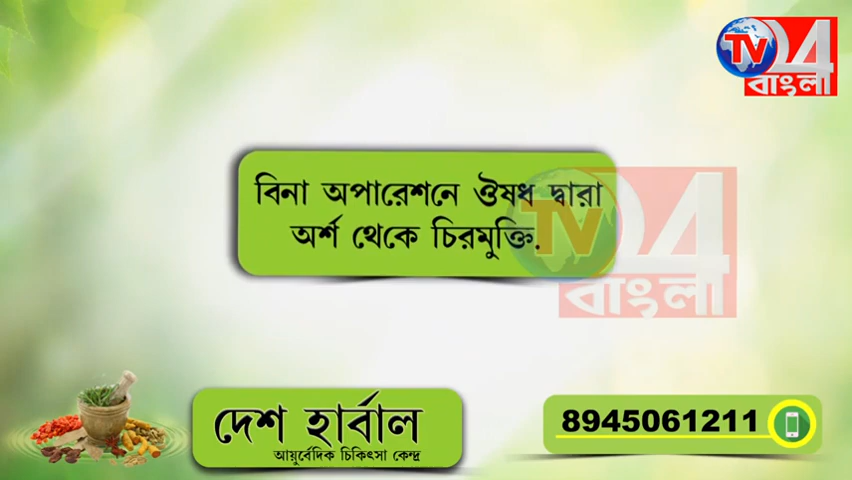 TV 24
বাংলা
বিনা অপারেশনে ঔষধ দ্বারা
অর্শ থেকে চিরমুক্তি.
TV 24
বাংলা
দেশ হার্বাল
আয়ুর্বেদিক চিকিৎসা কেন্দ্র
8945061211